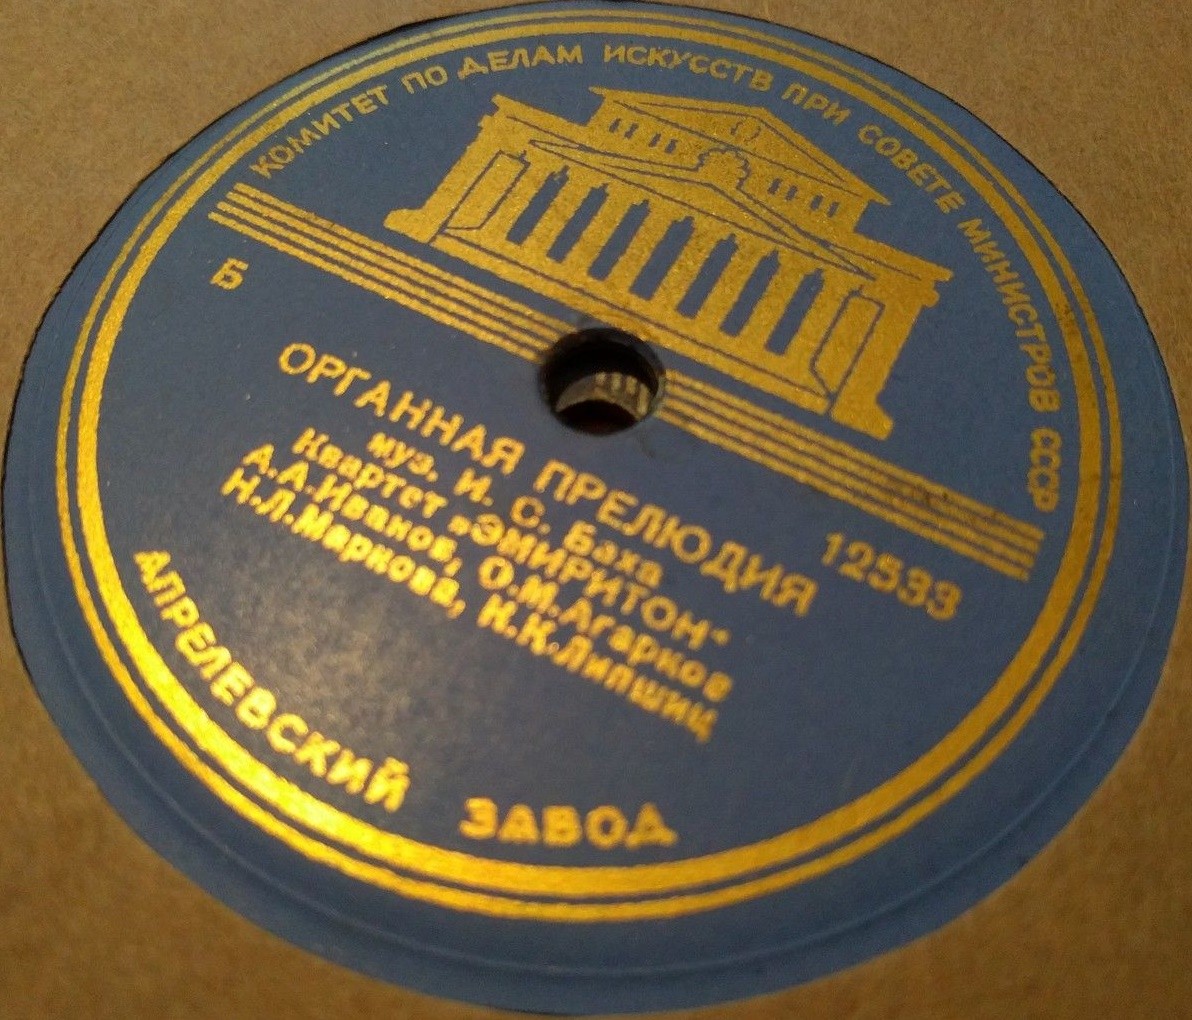 КОМИТЕТ ПО ДЕЛАМ ИСКУССТВ ПРИ СОВЕТЕ МИНИСТРОВ СССР
Б
12533
ОРГАННАЯ ПРЕЛЮДИЯ
муз. И. С. Баха
Квартет „ЭМИРИТОН“
А.А.Иванов, О.М.Агарков
Н.Л.Маркова, К.К.Липшиц
АПРЕЛЕВСКИЙ ЗАВОД